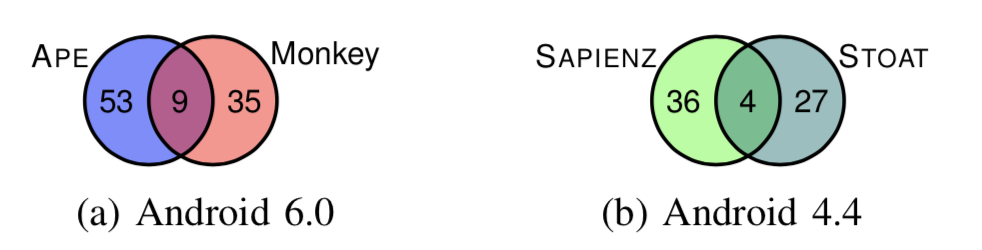 APE Monkey SAPIENZ STOAT
53 9 35 36 4 27
(a) Android 6.0 (b) Android 4.4